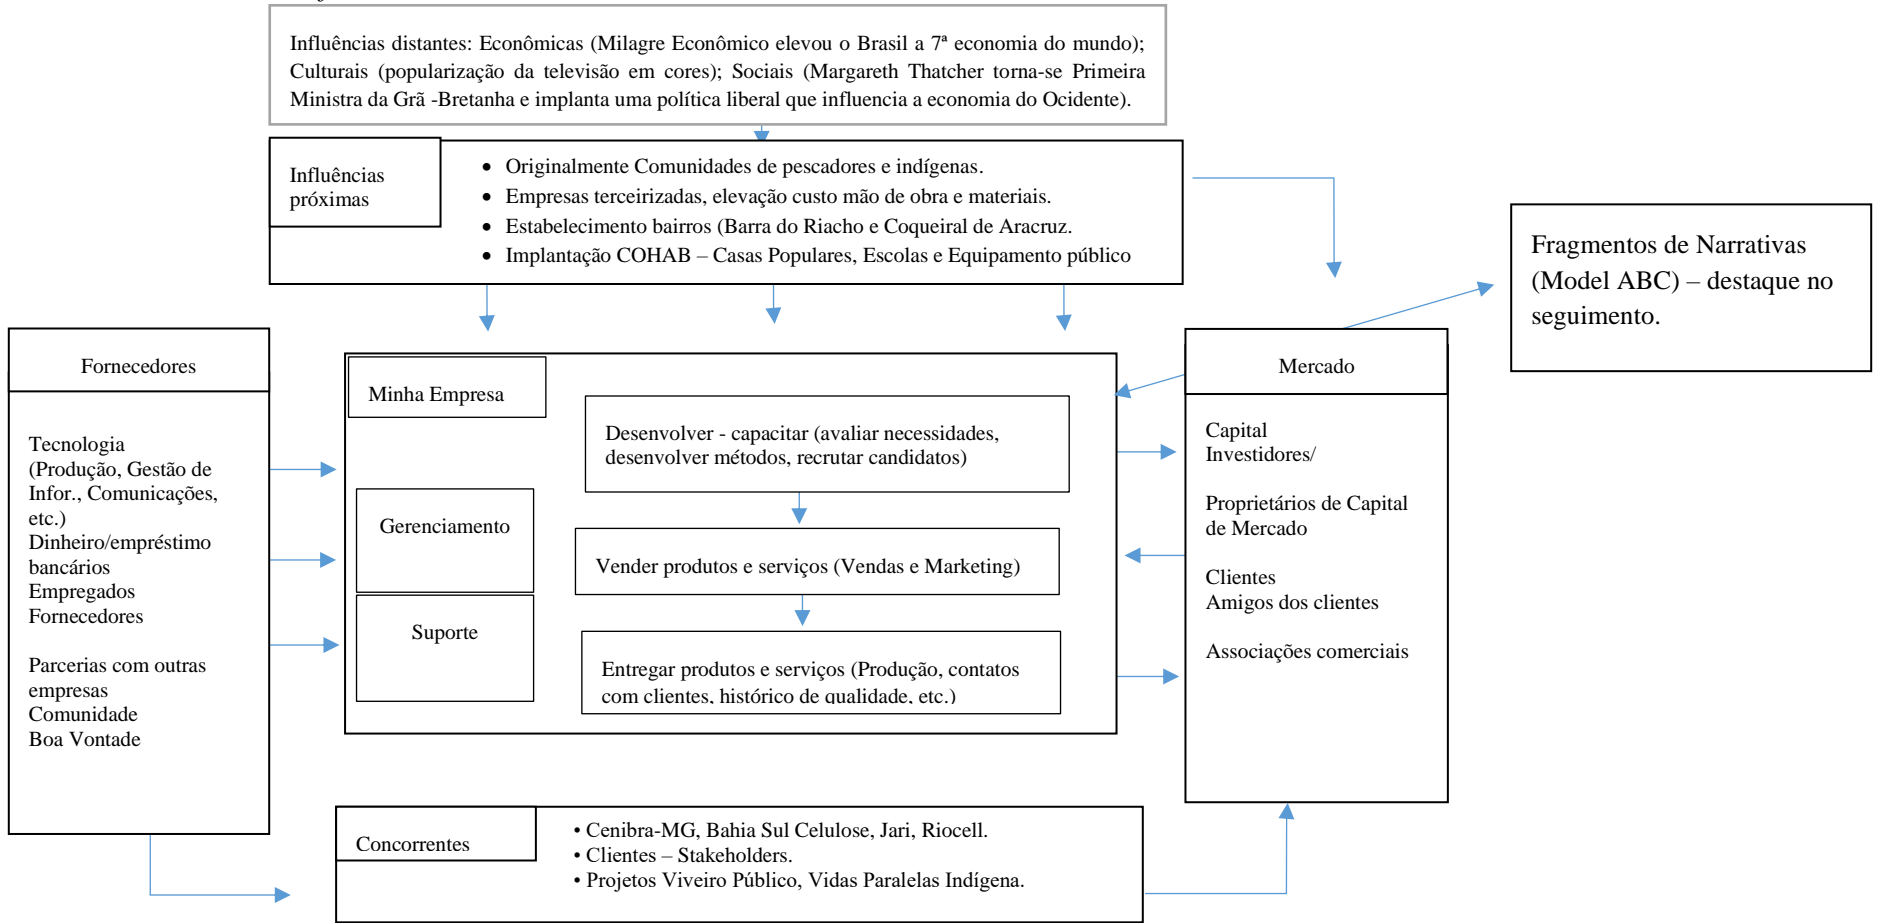 Influências distantes: Econômicas (Milagre Econômico elevou o Brasil a 7ª economia do mundo);
Culturais (popularização da televisão em cores); Sociais (Margareth Thatcher torna-se Primeira
Ministra da Grã -Bretanha e implanta uma política liberal que influencia a economia do Ocidente).
Influências
próximas
• Originalmente Comunidades de pescadores e indígenas.
• Empresas terceirizadas, elevação custo mão de obra e materiais.
• Estabelecimento bairros (Barra do Riacho e Coqueiral de Aracruz.
• Implantação COHAB – Casas Populares, Escolas e Equipamento público
Fragmentos de Narrativas
(Model ABC) – destaque no
seguimento.
Fornecedores
Tecnologia
(Produção, Gestão de
Infor., Comunicações,
etc.)
Dinheiro/empréstimo
bancários
Empregados
Fornecedores
Parcerias com outras
empresas
Comunidade
Boa Vontade
Minha Empresa
Gerenciamento
Suporte
Desenvolver - capacitar (avaliar necessidades,
desenvolver métodos, recrutar candidatos)
Vender produtos e serviços (Vendas e Marketing)
Entregar produtos e serviços (Produção, contatos
com clientes, histórico de qualidade, etc.)
Mercado
Capital
Investidores/
Proprietários de Capital
de Mercado
Clientes
Amigos dos clientes
Associações comerciais
Concorrentes
• Cenibra-MG, Bahia Sul Celulose, Jari, Riocell.
• Clientes – Stakeholders.
• Projetos Viveiro Público, Vidas Paralelas Indígena.